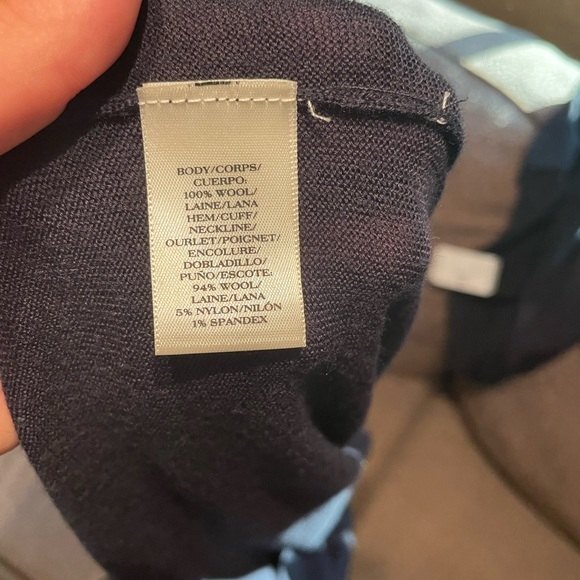 BODY/CORPS/
CUERPO:
100% WOOL/
LAINE/LANA
HEM/CUFF/
NECKLINE/
OURLET/POIGNET/
ENCOLURE/
DOBLADILLO/
PUÑO/ESCOTE:
94% WOOL/
LAINE/LANA
5% NYLON/NILÓN
1% SPANDEX